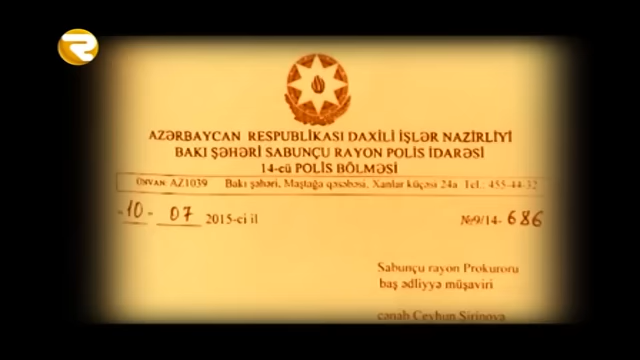 AZƏRBAYCAN RESPUBLİKASI DAXİLİ İŞLƏR NAZİRLİYİ
BAKI ŞƏHƏRİ SABUNÇU RAYON POLİS İDARƏSİ
14-cü POLİS BÖLMƏSİ
ÜNVAN AZ1039 Bakı şəhəri, Maştağa qəsəbəsi, Xanlar küçəsi 24a Tel.: 455-44-32
-10- 07 2015-ci il №9/14- 686
Sabunçu rayon Prokuroru
baş ədliyyə müşaviri
cənab Ceyhun Şirinova